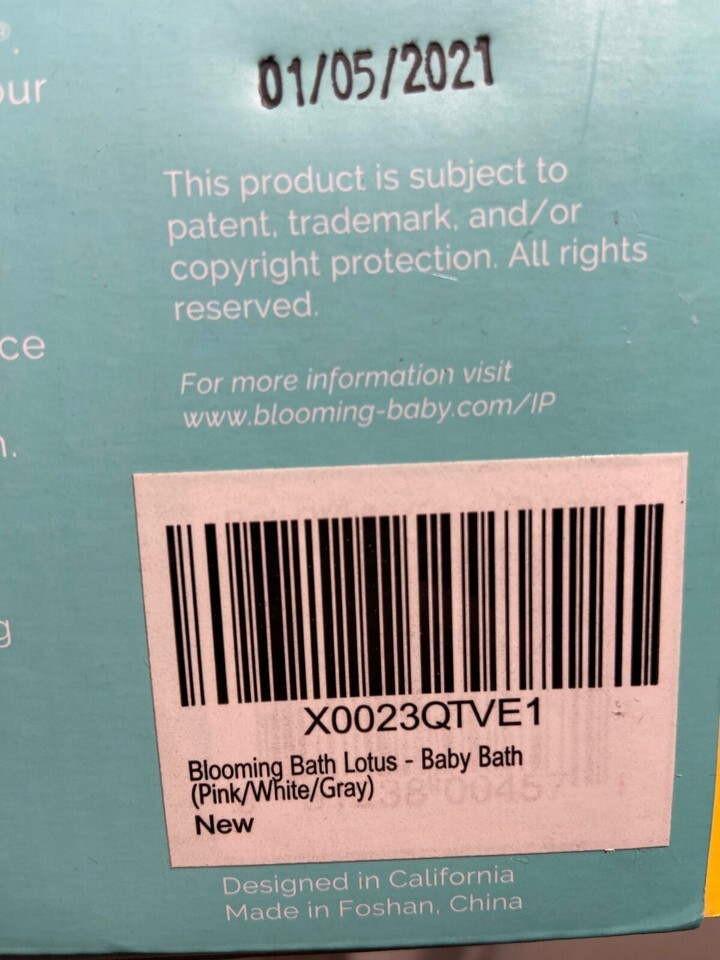 ®.
our
01/05/2021
This product is subject to
patent, trademark, and/or
copyright protection. All rights
reserved.
ce
For more information visit
www.blooming-baby.com/IP
n.
g
X0023QTVE1
Blooming Bath Lotus - Baby Bath
(Pink/White/Gray)
New
Designed in California
Made in Foshan, China